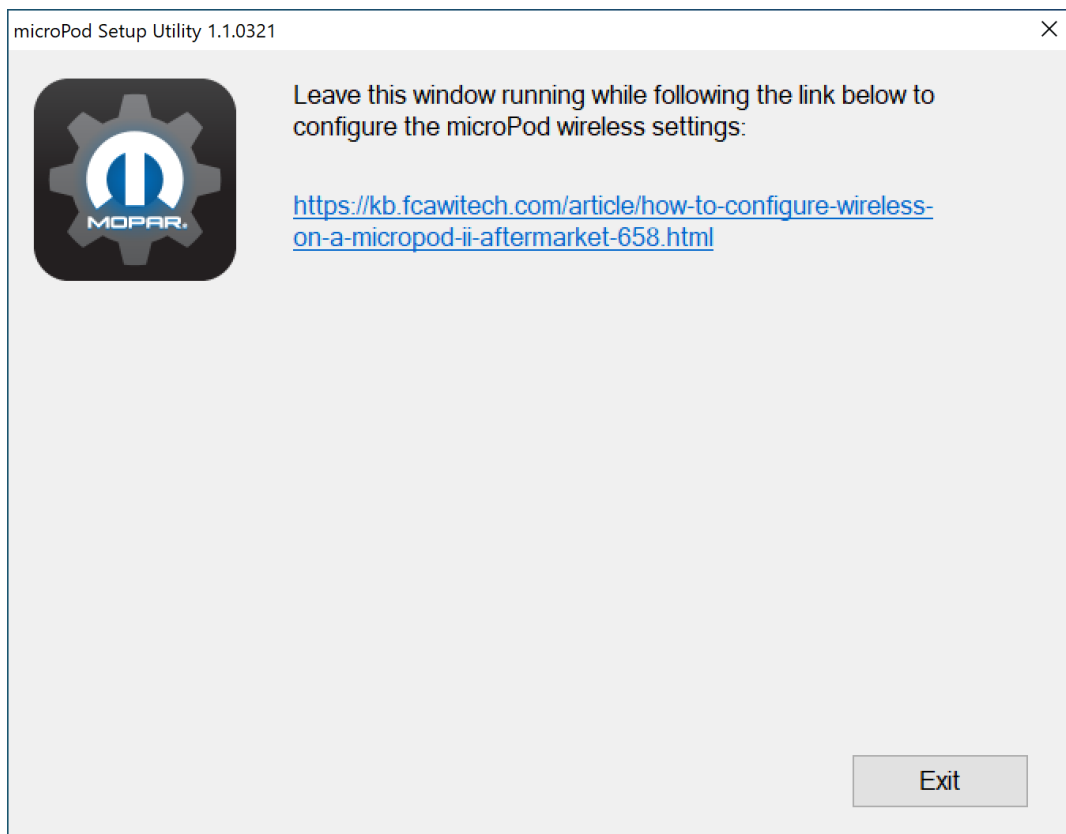 microPod Setup Utility 1.1.0321
Leave this window running while following the link below to
configure the microPod wireless settings:
https://kb.fcawitech.com/article/how-to-configure-wireless-
on-a-micropod-ii-aftermarket-658.html
MOPAR.
Exit